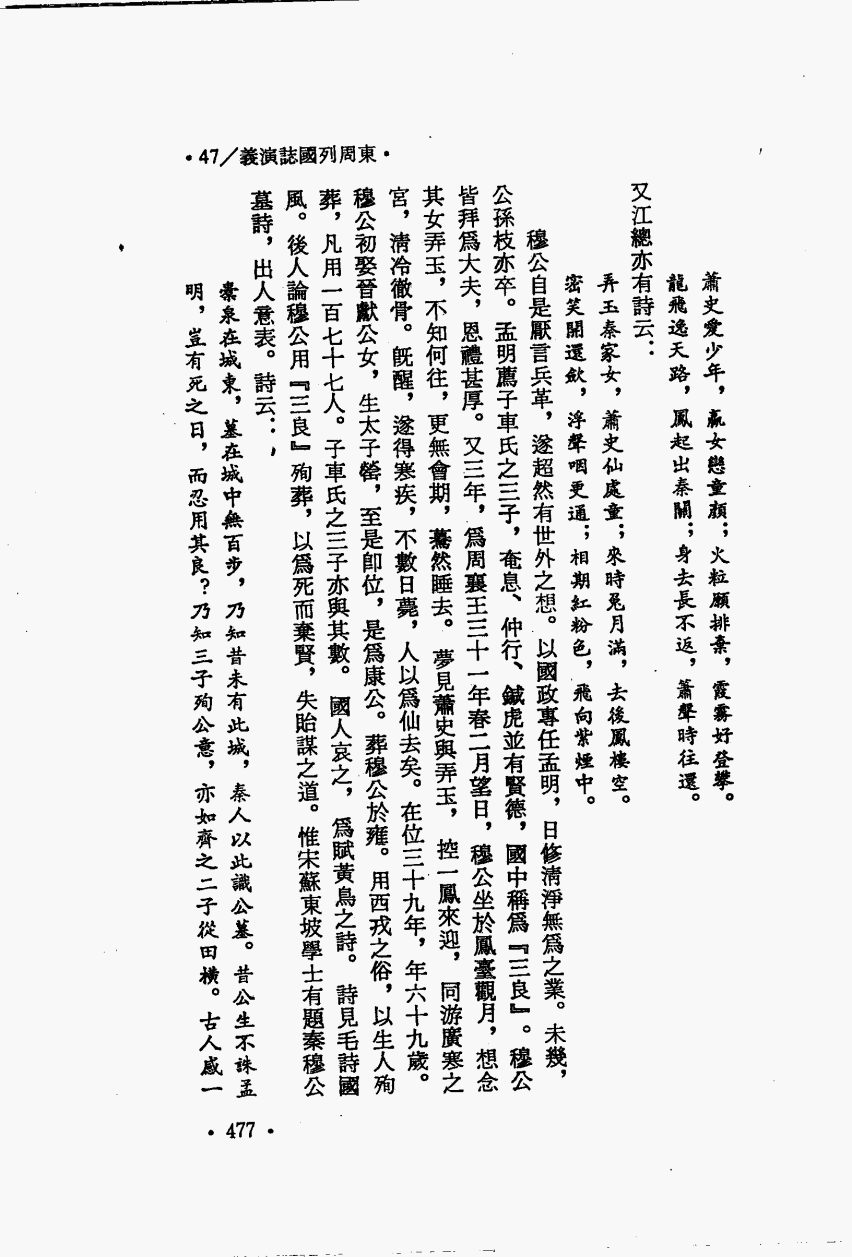 •47/義演誌國列周東•
蕭史愛少年，嬴女戀童顏；火粒願排棄，霞霧好登攀。
龍飛逸天路，鳳起出秦關；身去長不返，簫聲時往還。
又江總亦有詩云：
弄玉秦家女，蕭史仙處童；來時兔月滿，去後鳳樓空。
密笑開還斂，浮聲咽更通；相期紅粉色，飛向紫煙中。
穆公自是厭言兵革，遂超然有世外之想。以國政專任孟明，日修清淨無爲之業。未幾，
公孫枝亦卒。孟明薦子車氏之三子，奄息、仲行、鍼虎並有賢德，國中稱爲『三良』。穆公
皆拜爲大夫，恩禮甚厚。又三年，爲周襄王三十一年春二月望日，穆公坐於鳳臺觀月，想念
其女弄玉，不知何往，更無會期，驀然睡去。夢見蕭史與弄玉，控一鳳來迎，同游廣寒之
宮，清冷徹骨。旣醒，遂得寒疾，不數日薨，人以爲仙去矣。在位三十九年，年六十九歲。
穆公初娶晉獻公女，生太子罃，至是卽位，是爲康公。葬穆公於雍。用西戎之俗，以生人殉
葬，凡用一百七十七人。子車氏之三子亦與其數。國人哀之，爲賦黃鳥之詩。詩見毛詩國
風。後人論穆公用『三良』殉葬，以爲死而棄賢，失貽謀之道。惟宋蘇東坡學士有題秦穆公
墓詩，出人意表。詩云：
橐泉在城東，墓在城中無百步，乃知昔未有此城，秦人以此識公墓。昔公生不誅孟
明，豈有死之日，而忍用其良？乃知三子殉公意，亦如齊之二子從田橫。古人感一
•477•